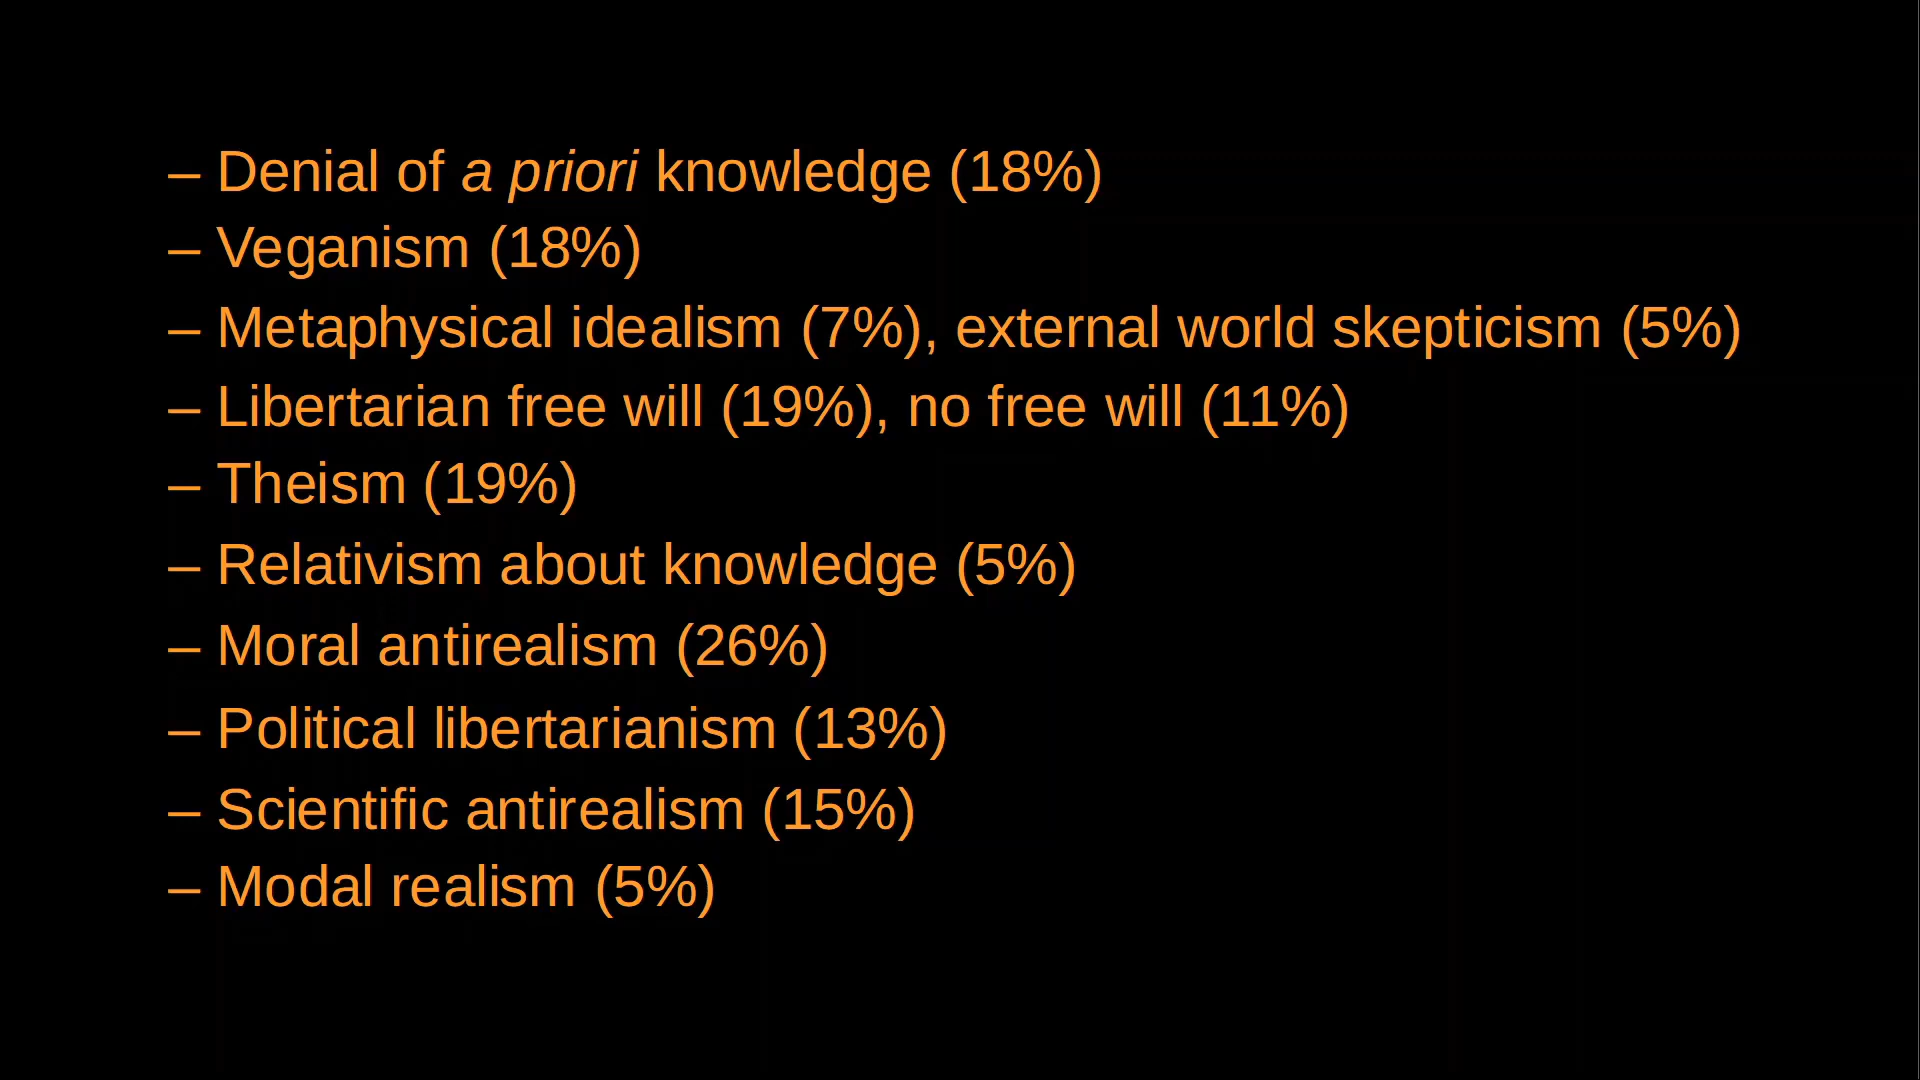 – Denial of a priori knowledge (18%)
– Veganism (18%)
– Metaphysical idealism (7%), external world skepticism (5%)
– Libertarian free will (19%), no free will (11%)
– Theism (19%)
– Relativism about knowledge (5%)
– Moral antirealism (26%)
– Political libertarianism (13%)
– Scientific antirealism (15%)
– Modal realism (5%)